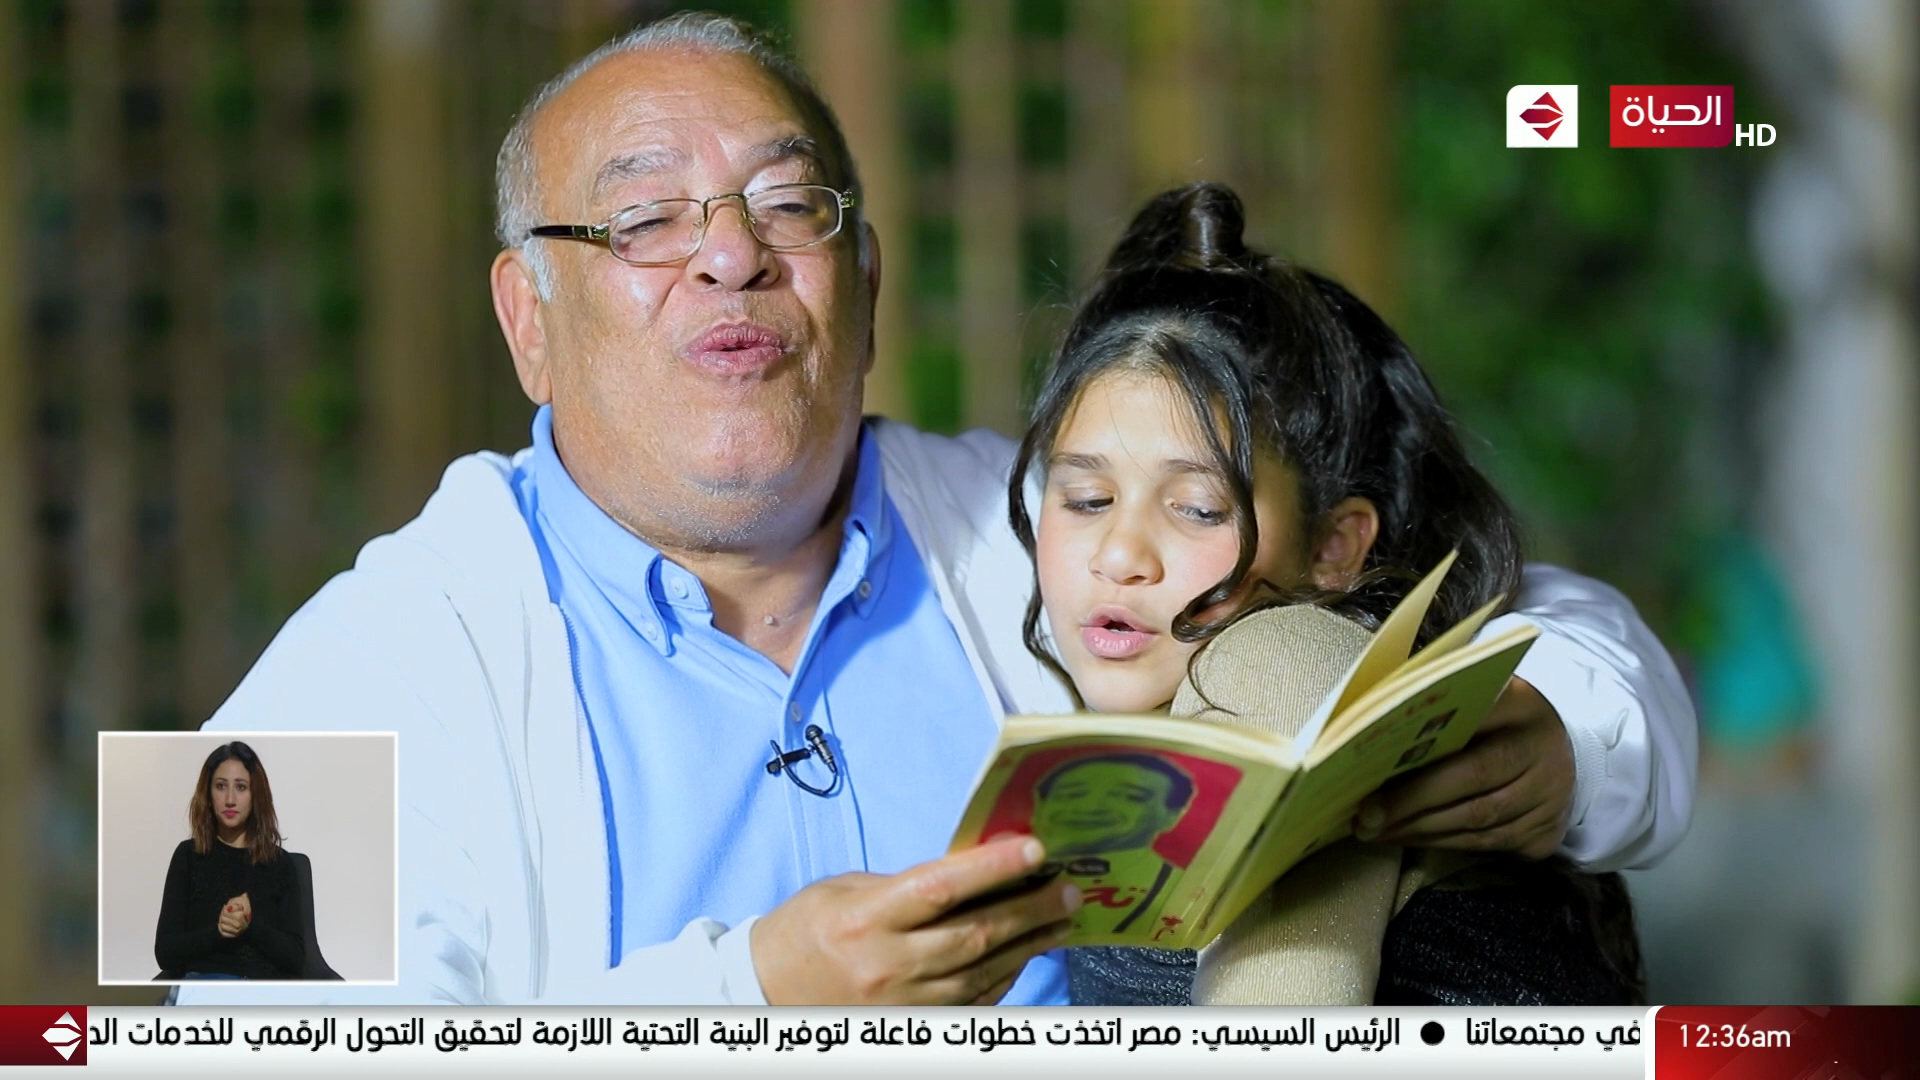 الحياة
HD
في مجتمعاتنا ● الرئيس السيسي: مصر اتخذت خطوات فاعلة لتوفير البنية التحتية اللازمة لتحقيق التحول الرقمي للخدمات الد
12:36am